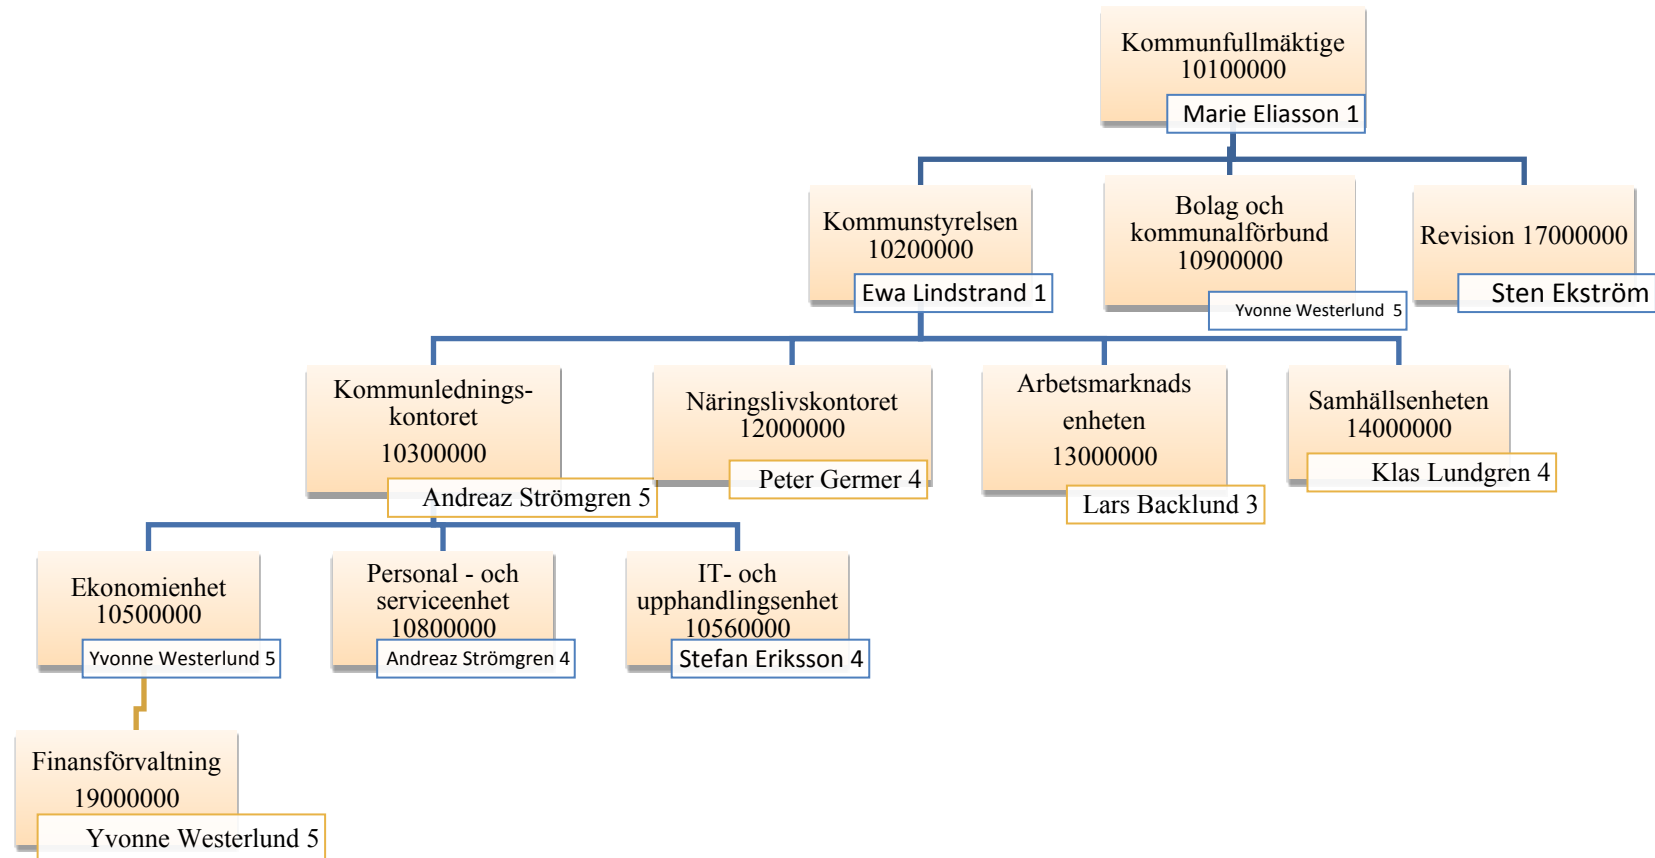 Kommunfullmäktige
10100000
Marie Eliasson 1
Kommunstyrelsen
10200000
Ewa Lindstrand 1
Bolag och
kommunalförbund
10900000
Yvonne Westerlund 5
Revision 17000000
Sten Ekström
Kommunlednings-
kontoret
10300000
Andreaz Strömgren 5
Näringslivskontoret
12000000
Peter Germer 4
Arbetsmarknads
enheten
13000000
Lars Backlund 3
Samhällsenheten
14000000
Klas Lundgren 4
Ekonomienhet
10500000
Yvonne Westerlund 5
Personal - och
serviceenhet
10800000
Andreaz Strömgren 4
IT- och
upphandlingsenhet
10560000
Stefan Eriksson 4
Finansförvaltning
19000000
Yvonne Westerlund 5